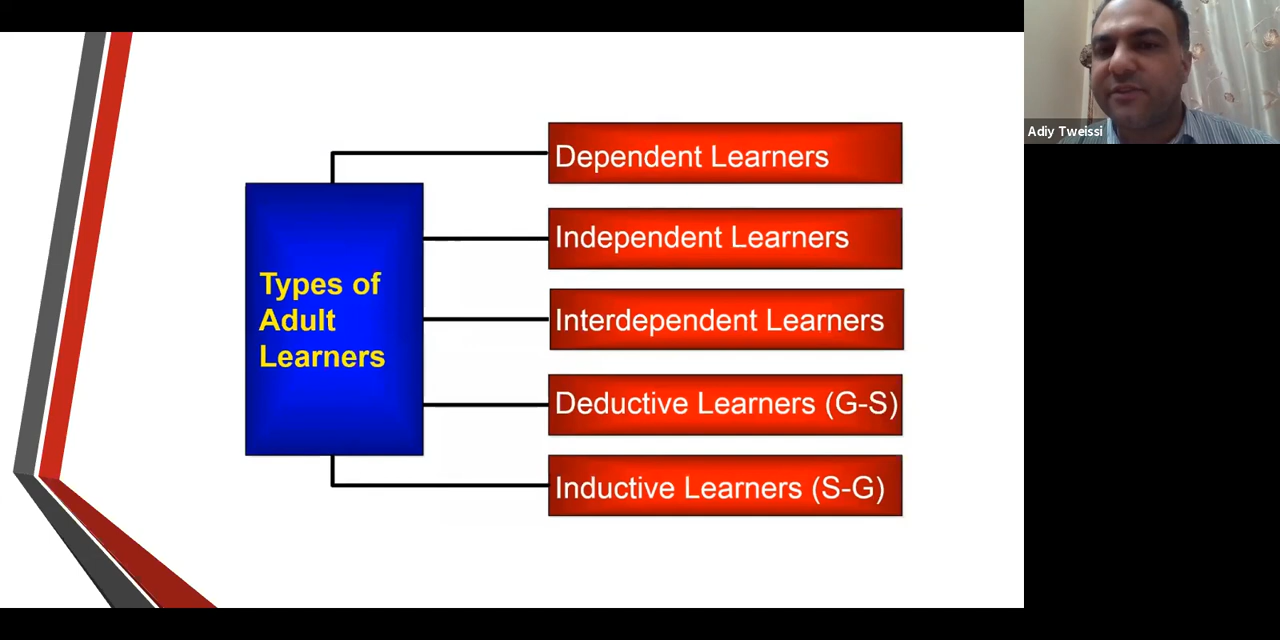 Types of
Adult
Learners
Dependent Learners
Independent Learners
Interdependent Learners
Deductive Learners (G-S)
Inductive Learners (S-G)
Adiy Tweissi